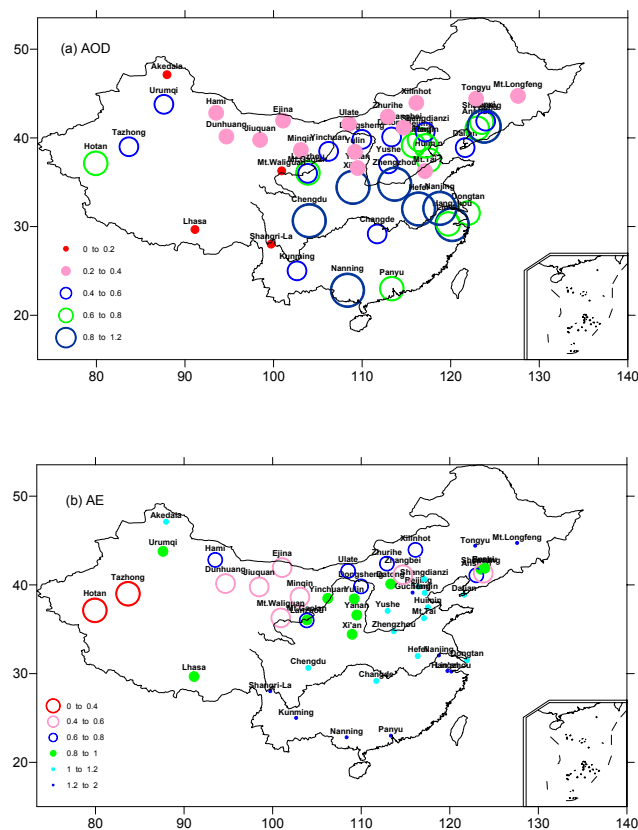 50
(a) AOD
Akedala
Urumqi
Hami
Ejina
Dunhuang
Jiuquan
Ulate
Zhurihe
Xilinhot
Tongyu
Mt.Longfeng
40
Tazhong
Minqin
Yinchuan
Yulin
Dalian
Hotan
Yushe
Mt.Waliguan
Zhengzhou
Mt.Tai
30
Chengdu
Hefei
Nanjing
Dongtan
Lhasa
Changde
Shangri-La
Kunming
Nanning
Panyu
0 to 0.2
0.2 to 0.4
0.4 to 0.6
0.6 to 0.8
0.8 to 1.2
20
80 90 100 110 120 130 140
50
(b) AE
Akedala
Urumqi
Hami
Ejina
Dunhuang
Jiuquan
Ulate
Zhurihe
Zhangbei
Xilinhot
Tongyu
Mt.Longfeng
40
Tazhong
Dongsheng
Datong
Shangdianzi
Hotan
Minqin
Yinchuan
Yulin
Dalian
Mt.Waliguan
Yanan
Yushe
Huimin
Mt.Tai
Xi'an
Zhengzhou
30
Lhasa
Chengdu
Hefei
Nanjing
Dongtan
Shangri-La
Changde
Kunming
Nanning
Panyu
0 to 0.4
0.4 to 0.6
0.6 to 0.8
0.8 to 1
1 to 1.2
1.2 to 2
20
80 90 100 110 120 130 140